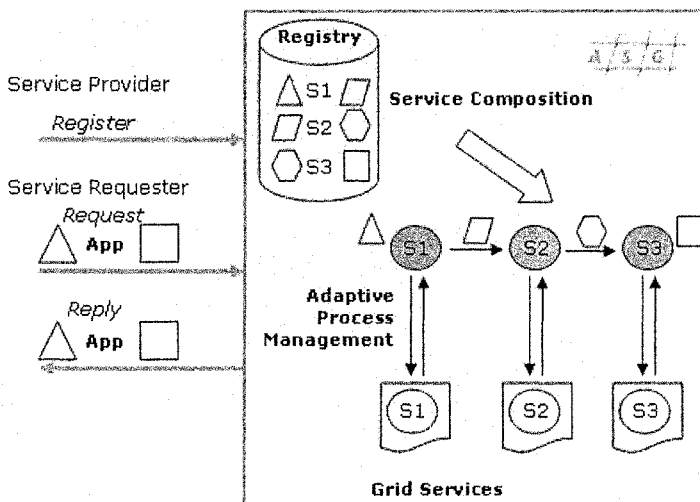 Registry
A S G
Service Provider
S1
Service Composition
Register
S2
S3
Service Requester
Request
App
S1
S2
S3
Reply
Adaptive
Process
Management
App
S1
S2
S3
Grid Services